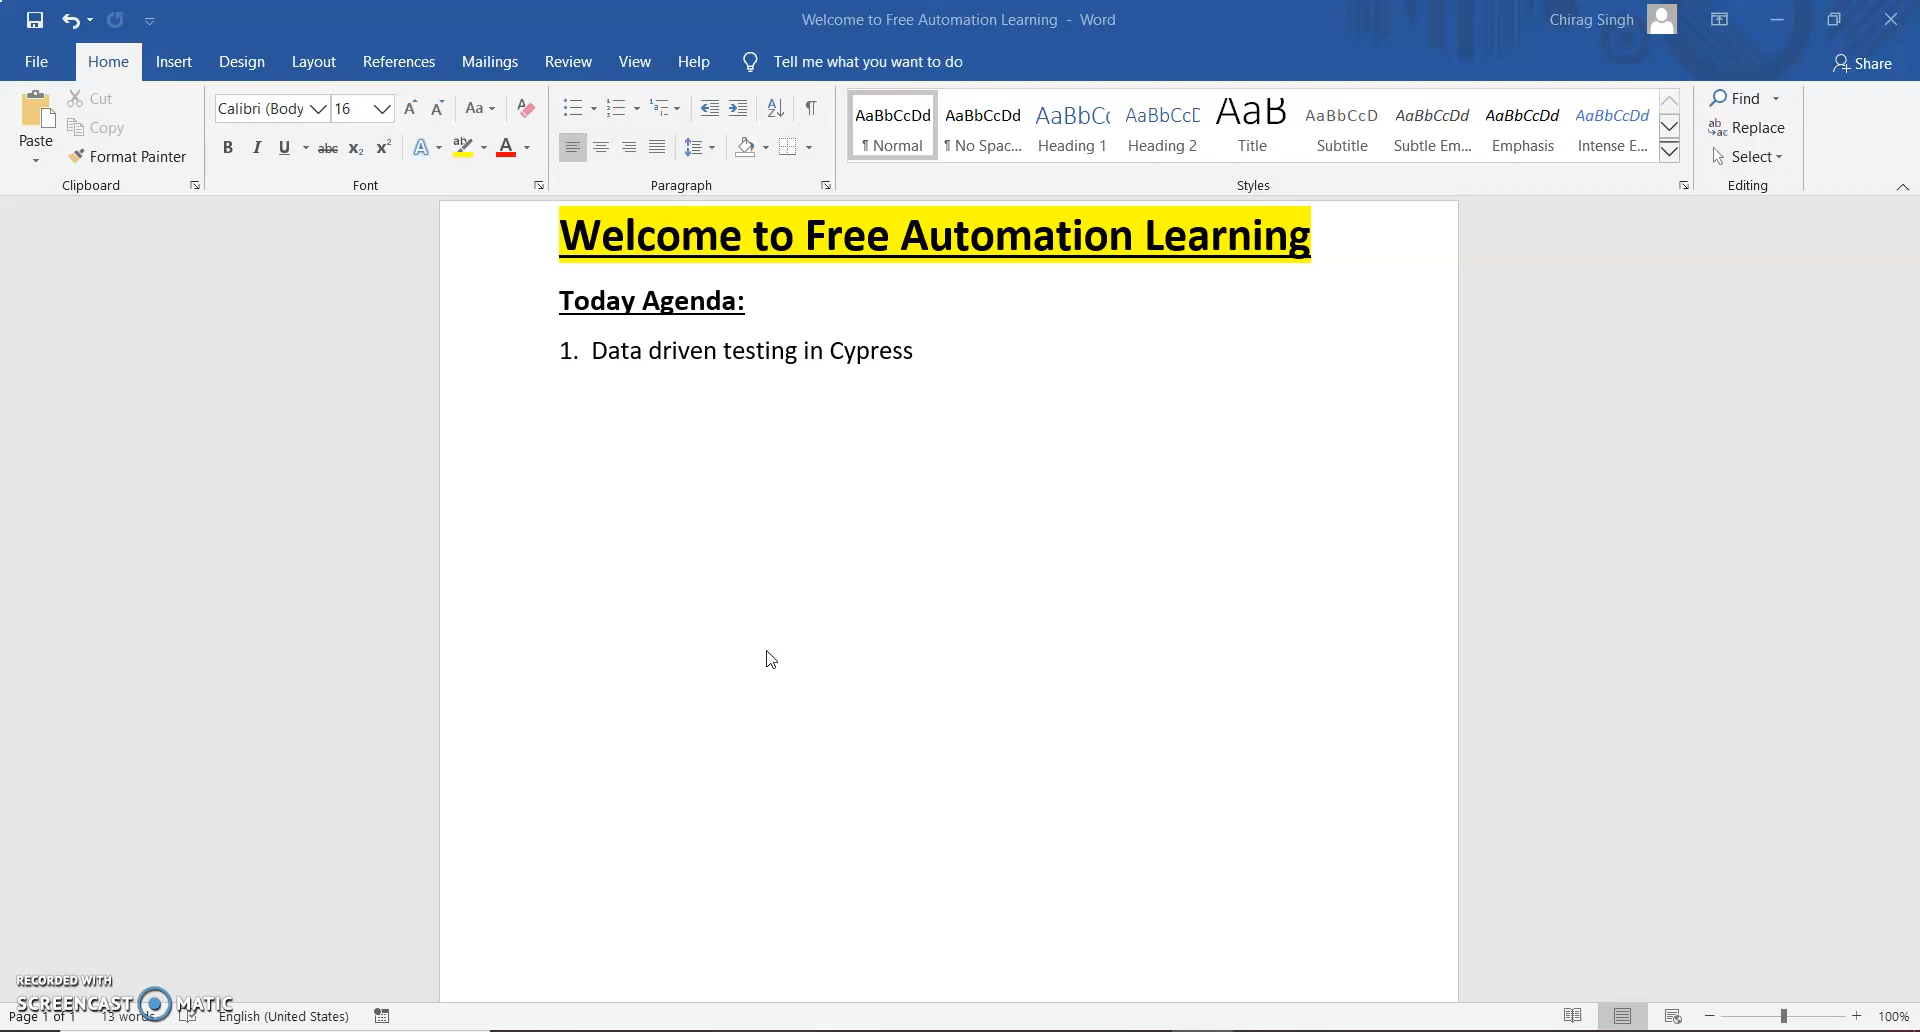 Welcome to Free Automation Learning - Word
Chirag Singh
File Home Insert Design Layout References Mailings Review View Help Tell me what you want to do
Share
Paste
Cut
Copy
Format Painter
Clipboard
Calibri (Body 16
Font
Paragraph
AaBbCcDd AaBbCcDd AaBbCc AaBbCcD AaB AaBbCcD AaBbCcDd AaBbCcDd AaBbCcDd
¶ Normal ¶ No Spac... Heading 1 Heading 2 Title Subtitle Subtle Em... Emphasis Intense E...
Styles
Find
Replace
Select
Editing
Welcome to Free Automation Learning
Today Agenda:
1. Data driven testing in Cypress
RECORDED WITH
SCREENCAST MATIC
Page 1 of 1 13 words English (United States) 100%